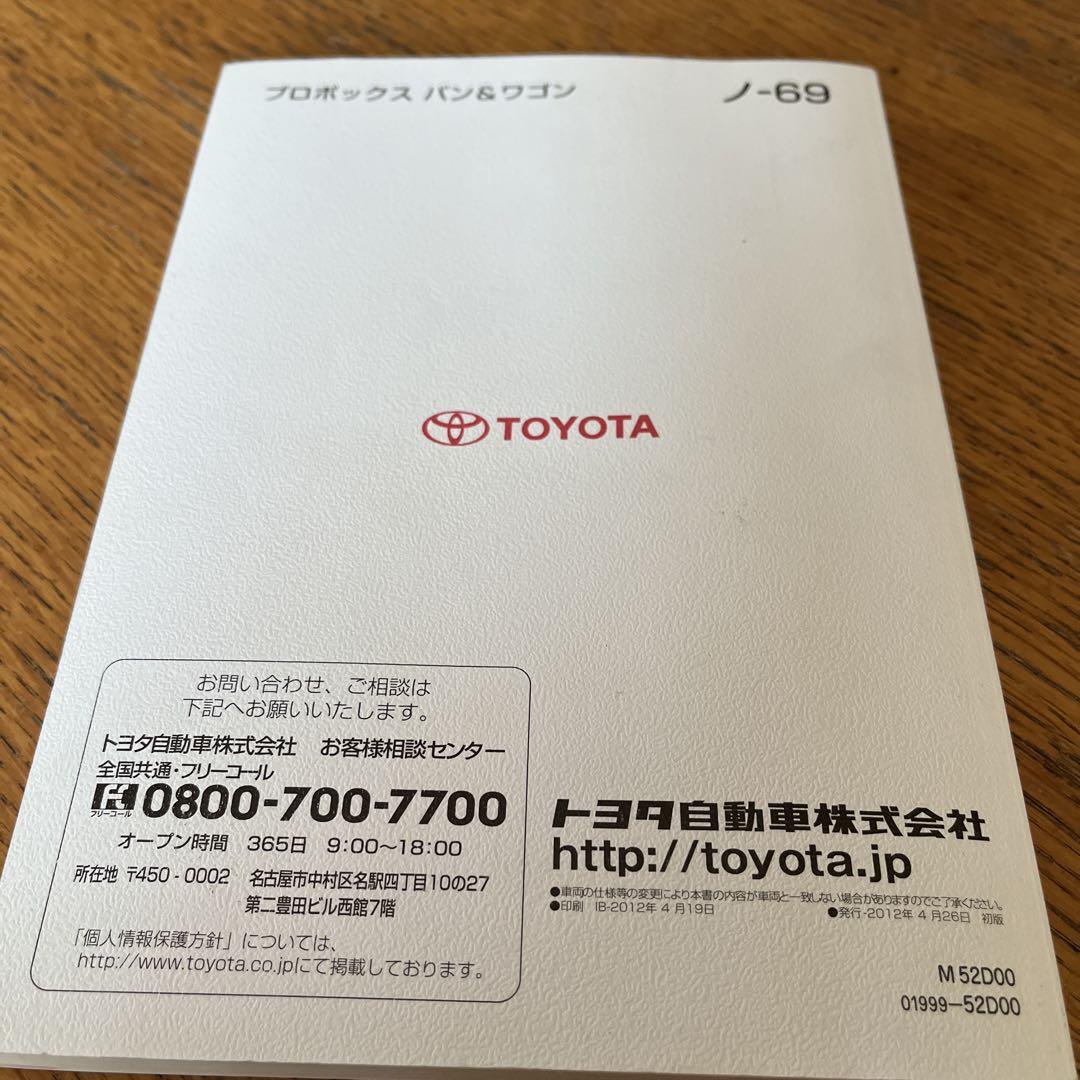 プロボックス バン&ワゴン
ノ-69
TOYOTA
お問い合わせ、ご相談は
下記へお願いいたします。
トヨタ自動車株式会社 お客様相談センター
全国共通・フリーコール
フリーコール 0800-700-7700
オープン時間 365日 9:00～18:00
所在地 〒450-0002 名古屋市中村区名駅四丁目10の27
第二豊田ビル西館7階
「個人情報保護方針」については、
http://www.toyota.co.jpにて掲載しております。
トヨタ自動車株式会社
http://toyota.jp
●車両の仕様等の変更により本書の内容が車両と一致しない場合がありますのでご了承ください。
●印刷 IB-2012年 4月19日 ●発行-2012年 4月26日 初版
M 52D00
01999-52D00